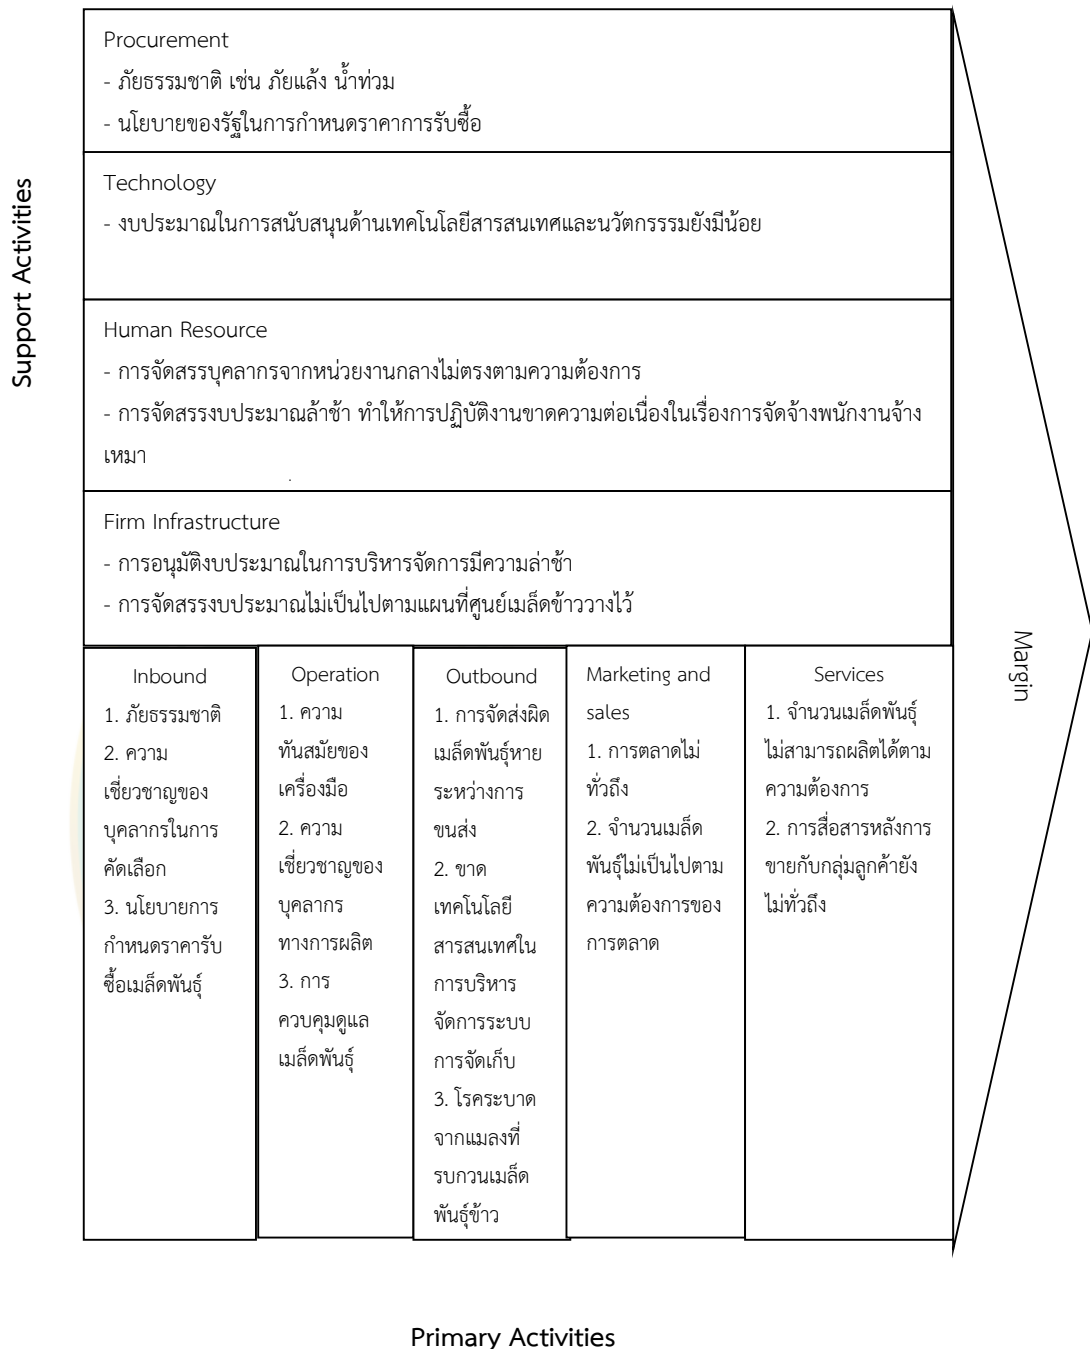 Procurement
- ภัยธรรมชาติ เช่น ภัยแล้ง น้ำท่วม
- นโยบายของรัฐในการกำหนดราคาการรับซื้อ
Technology
- งบประมาณในการสนับสนุนด้านเทคโนโลยีสารสนเทศและนวัตกรรรมยังมีน้อย
Support Activities
Human Resource
- การจัดสรรบุคลากรจากหน่วยงานกลางไม่ตรงตามความต้องการ
- การจัดสรรงบประมาณล้าช้า ทำให้การปฏิบัติงานขาดความต่อเนื่องในเรื่องการจัดจ้างพนักงานจ้าง
เหมา
Firm Infrastructure
- การอนุมัติงบประมาณในการบริหารจัดการมีความล่าช้า
- การจัดสรรงบประมาณไม่เป็นไปตามแผนที่ศูนย์เมล็ดข้าววางไว้
Margin
Inbound
1. ภัยธรรมชาติ
2. ความ
เชี่ยวชาญของ
บุคลากรในการ
คัดเลือก
3. นโยบายการ
กำหนดราคารับ
ซื้อเมล็ดพันธุ์
Operation
1. ความ
ทันสมัยของ
เครื่องมือ
2. ความ
เชี่ยวชาญของ
บุคลากร
ทางการผลิต
3. การ
ควบคุมดูแล
เมล็ดพันธุ์
Outbound
1. การจัดส่งผิด
เมล็ดพันธุ์หาย
ระหว่างการ
ขนส่ง
2. ขาด
เทคโนโลยี
สารสนเทศใน
การบริหาร
จัดการระบบ
การจัดเก็บ
3. โรคระบาด
จากแมลงที่
รบกวนเมล็ด
พันธุ์ข้าว
Marketing and
sales
1. การตลาดไม่
ทั่วถึง
2. จำนวนเมล็ด
พันธุ์ไม่เป็นไปตาม
ความต้องการของ
การตลาด
Services
1. จำนวนเมล็ดพันธุ์
ไม่สามารถผลิตได้ตาม
ความต้องการ
2. การสื่อสารหลังการ
ขายกับกลุ่มลูกค้ายัง
ไม่ทั่วถึง
Primary Activities